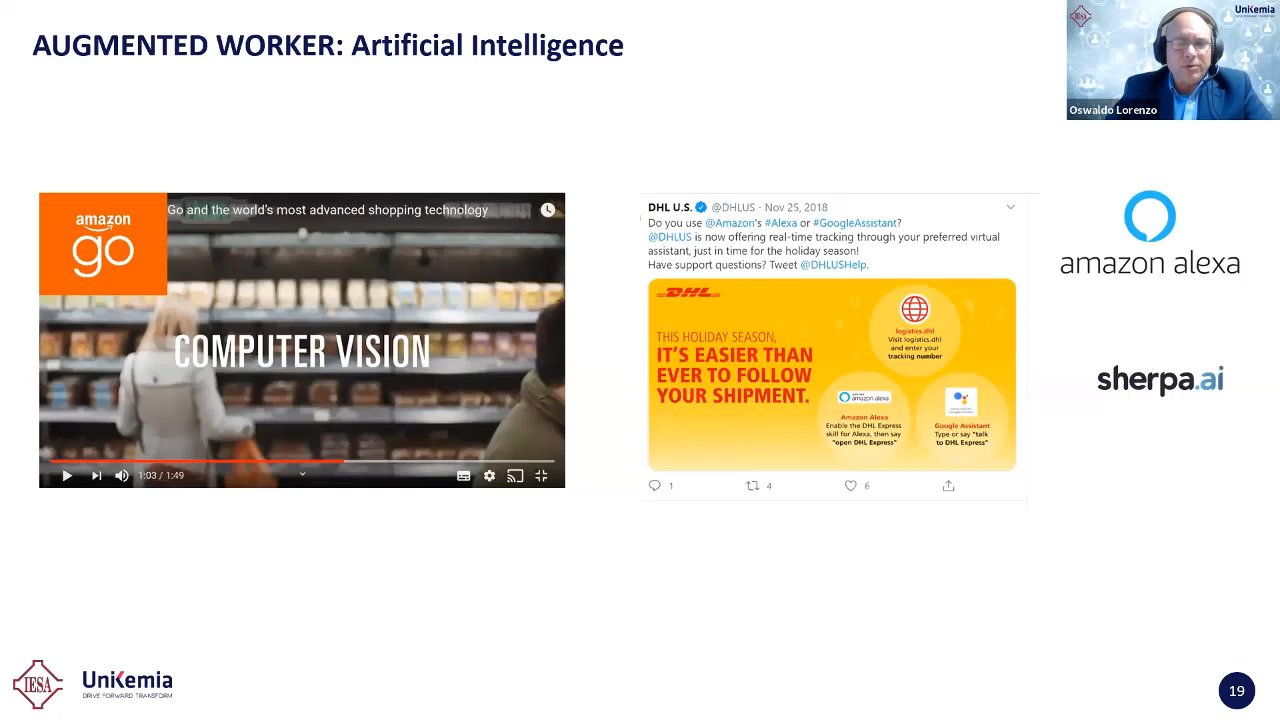 AUGMENTED WORKER: Artificial Intelligence
IESA
UniKemia
DRIVE FORWARD TRANSFORM
Oswaldo Lorenzo
amazon
go
Go and the world's most advanced shopping technology
COMPUTER VISION
1:03 / 1:49
DHL U.S. @DHLUS - Nov 25, 2018
Do you use @Amazon's #Alexa or #GoogleAssistant?
@DHLUS is now offering real-time tracking through your preferred virtual
assistant, just in time for the holiday season!
Have support questions? Tweet @DHLUSHelp.
DHL
THIS HOLIDAY SEASON,
IT'S EASIER THAN
EVER TO FOLLOW
YOUR SHIPMENT.
logistics.dhl
Visit logistics.dhl
and enter your
tracking number
amazon alexa
Amazon Alexa
Enable the DHL Express
skill for Alexa, then say
"open DHL Express"
Google Assistant
Type or say "talk
to DHL Express"
1
4
6
amazon alexa
sherpa.ai
IESA
UniKemia
DRIVE FORWARD TRANSFORM
19